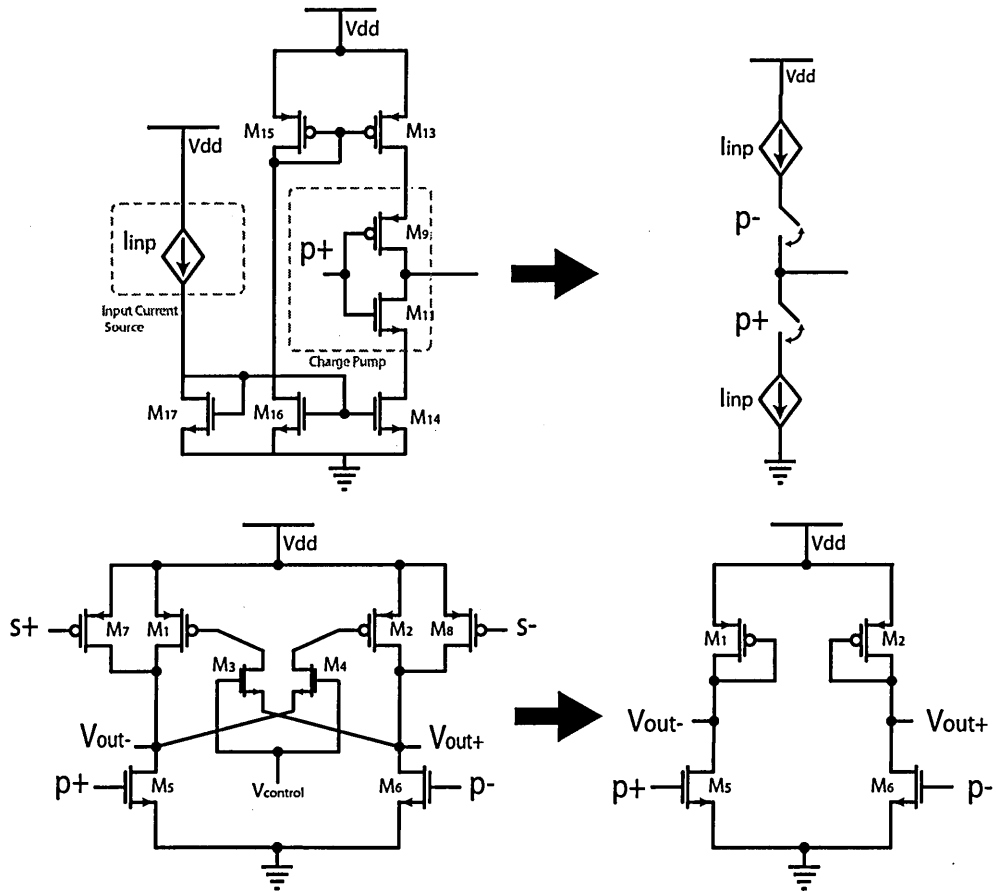 Vdd
M15
M13
Vdd
Iinp
Input Current
Source
p+
M9
M11
Charge Pump
M17
M16
M14
Vdd
Iinp
p-
p+
Iinp
Vdd
s+
M7
M1
M2
M8
s-
M3
M4
Vout-
Vout+
p+
M5
Vcontrol
M6
p-
Vdd
M1
M2
Vout-
Vout+
p+
M5
M6
p-